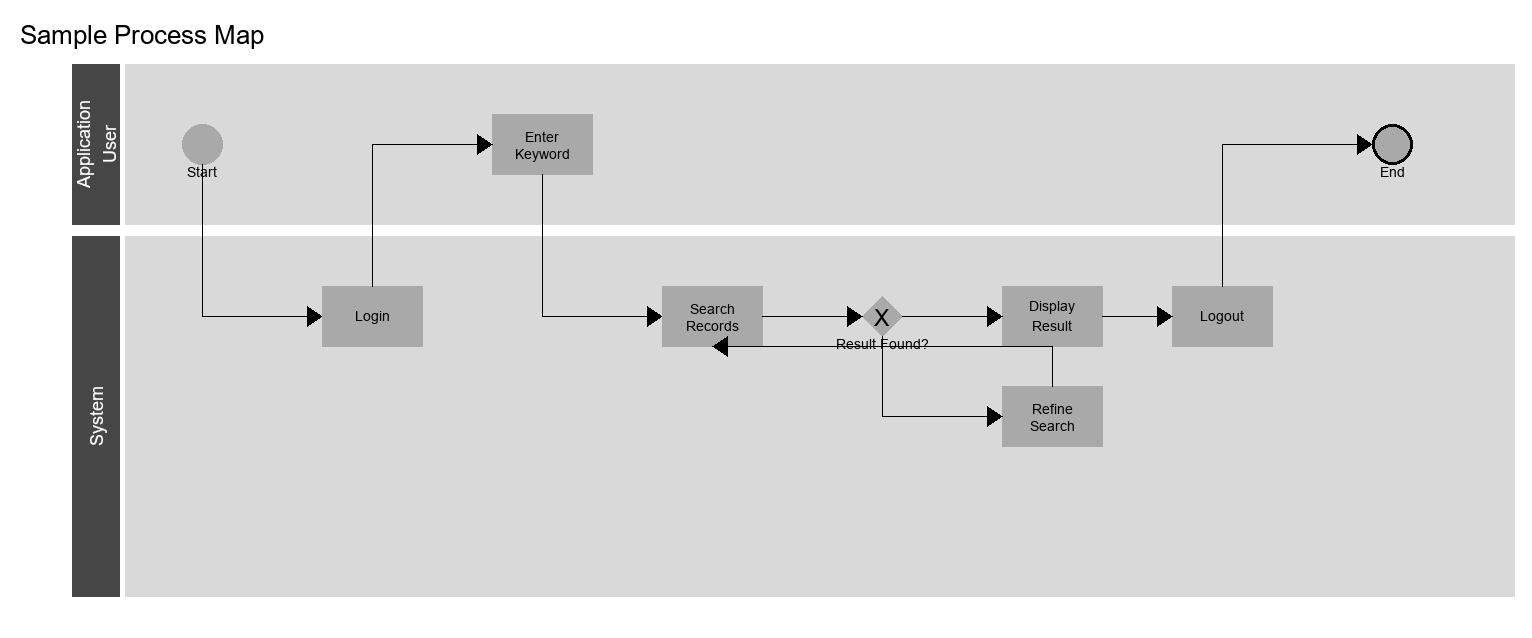 Sample Process Map
Application
User
Start
Enter
Keyword
End
System
Login
Search
Records
X
Result Found?
Display
Result
Logout
Refine
Search